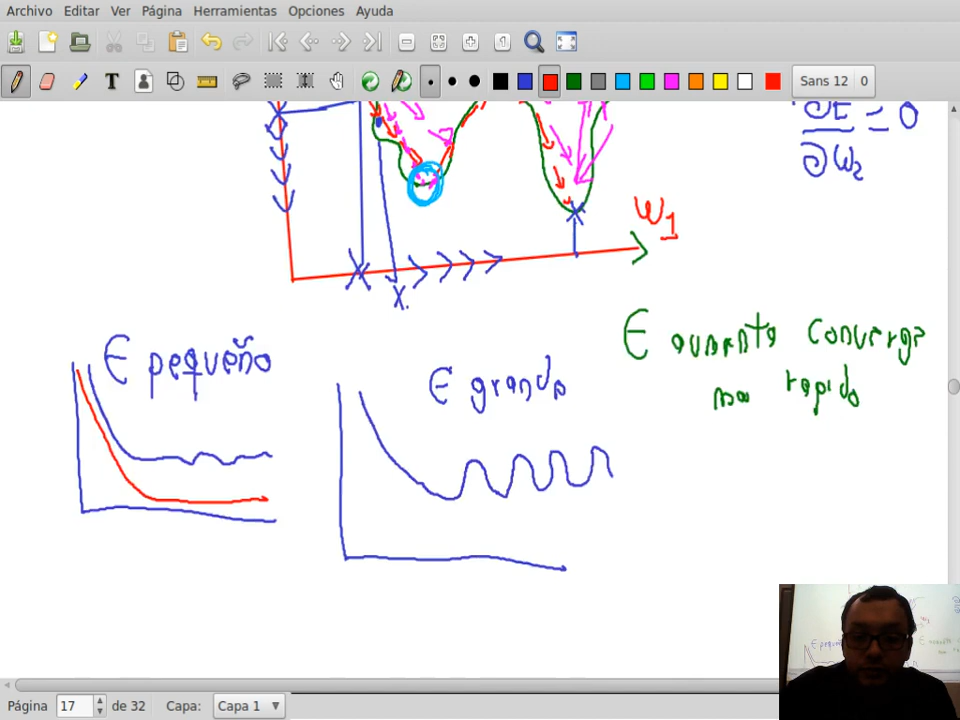 Archivo Editar Ver Página Herramientas Opciones Ayuda
T Sans 12 0
∂E = 0
∂w₂
w1
x.
E pequeño
E grande
E aumenta converge
mas rapido
Página 17 de 32 Capa: Capa 1